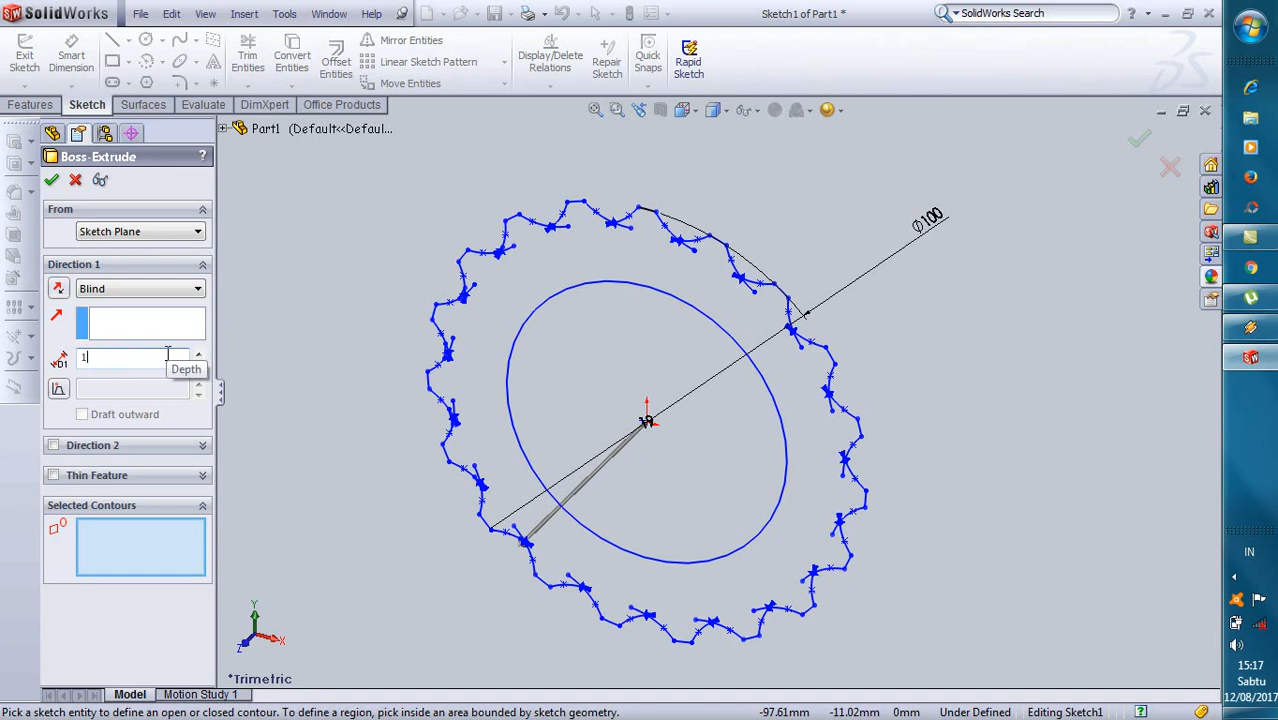 SolidWorks File Edit View Insert Tools Window Help Sketch1 of Part1 * SolidWorks Search ?
Exit Sketch Smart Dimension Trim Entities Convert Entities Offset Entities Mirror Entities Linear Sketch Pattern Move Entities Display/Delete Relations Repair Sketch Quick Snaps Rapid Sketch
Features Sketch Surfaces Evaluate DimXpert Office Products
Part1 (Default<<Defaul...
Boss-Extrude ?
From
Sketch Plane
Direction 1
Blind
D1 1
Depth
Draft outward
Direction 2
Thin Feature
Selected Contours
Ø100
Y
X
Z
*Trimetric
Model Motion Study 1
Pick a sketch entity to define an open or closed contour. To define a region, pick inside an area bounded by sketch geometry. -97.61mm -11.02mm 0mm Under Defined Editing Sketch1 ?
IN
15:17
Sabtu
12/08/2017